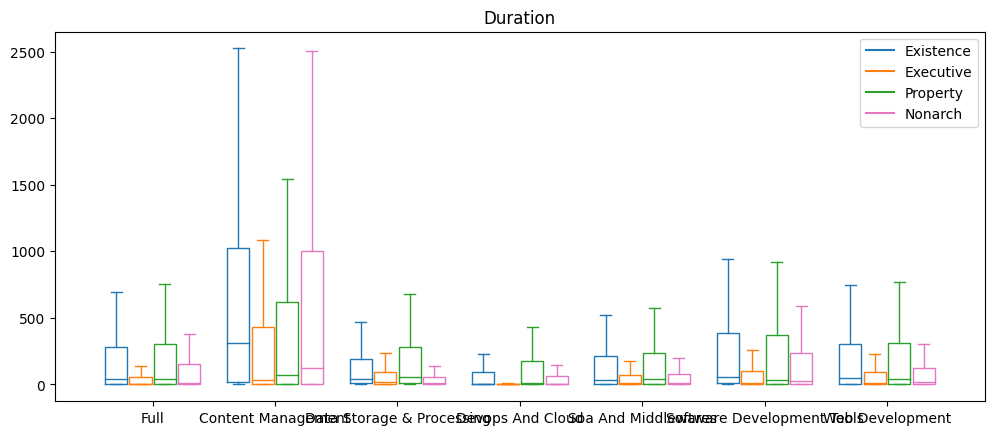 Duration
2500
2000
1500
1000
500
0
Existence
Executive
Property
Nonarch
Full
Content Management
Data Storage & Processing
Devops And Cloud
Soa And Middlewares
Software Development Tools
Web Development